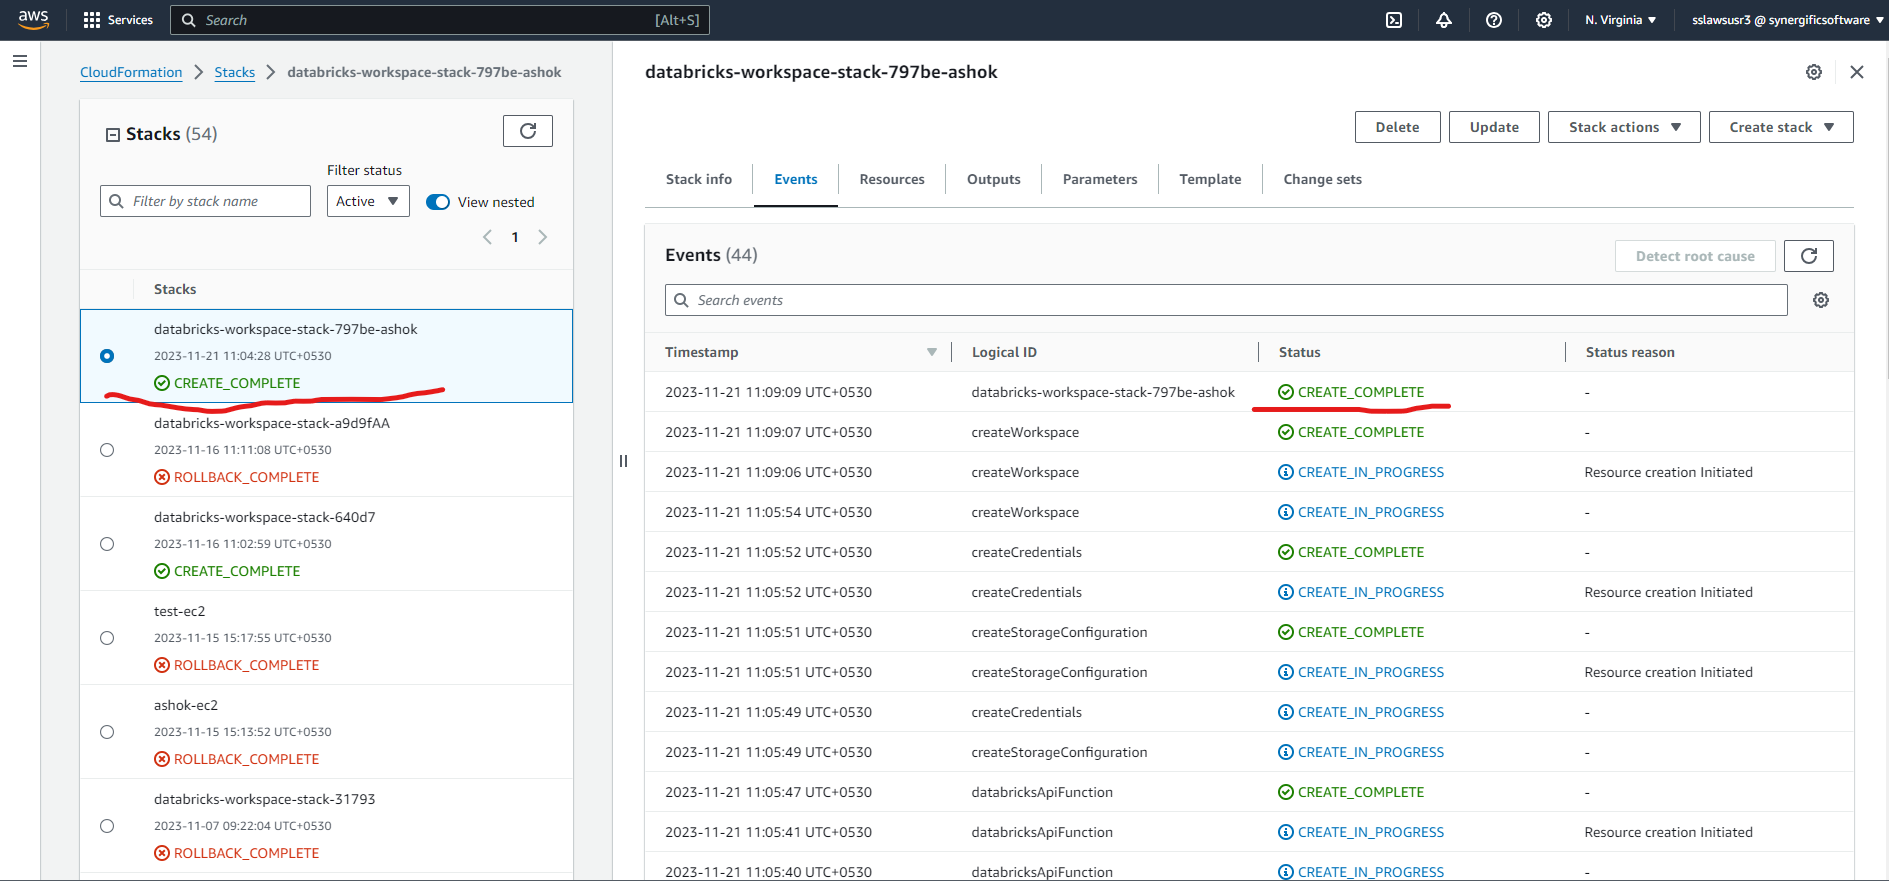 aws Services Search [Alt+S] N. Virginia sslawsusr3 @ synergificsoftware
CloudFormation Stacks databricks-workspace-stack-797be-ashok
Stacks (54)
Filter status
Filter by stack name Active View nested
1
Stacks
databricks-workspace-stack-797be-ashok
2023-11-21 11:04:28 UTC+0530
CREATE_COMPLETE
databricks-workspace-stack-a9d9fAA
2023-11-16 11:11:08 UTC+0530
ROLLBACK_COMPLETE
databricks-workspace-stack-640d7
2023-11-16 11:02:59 UTC+0530
CREATE_COMPLETE
test-ec2
2023-11-15 15:17:55 UTC+0530
ROLLBACK_COMPLETE
ashok-ec2
2023-11-15 15:13:52 UTC+0530
ROLLBACK_COMPLETE
databricks-workspace-stack-31793
2023-11-07 09:22:04 UTC+0530
ROLLBACK_COMPLETE
databricks-workspace-stack-797be-ashok
Delete Update Stack actions Create stack
Stack info Events Resources Outputs Parameters Template Change sets
Events (44) Detect root cause
Search events
Timestamp Logical ID Status Status reason
2023-11-21 11:09:09 UTC+0530 databricks-workspace-stack-797be-ashok CREATE_COMPLETE -
2023-11-21 11:09:07 UTC+0530 createWorkspace CREATE_COMPLETE -
2023-11-21 11:09:06 UTC+0530 createWorkspace CREATE_IN_PROGRESS Resource creation Initiated
2023-11-21 11:05:54 UTC+0530 createWorkspace CREATE_IN_PROGRESS -
2023-11-21 11:05:52 UTC+0530 createCredentials CREATE_COMPLETE -
2023-11-21 11:05:52 UTC+0530 createCredentials CREATE_IN_PROGRESS Resource creation Initiated
2023-11-21 11:05:51 UTC+0530 createStorageConfiguration CREATE_COMPLETE -
2023-11-21 11:05:51 UTC+0530 createStorageConfiguration CREATE_IN_PROGRESS Resource creation Initiated
2023-11-21 11:05:49 UTC+0530 createCredentials CREATE_IN_PROGRESS -
2023-11-21 11:05:49 UTC+0530 createStorageConfiguration CREATE_IN_PROGRESS -
2023-11-21 11:05:47 UTC+0530 databricksApiFunction CREATE_COMPLETE -
2023-11-21 11:05:41 UTC+0530 databricksApiFunction CREATE_IN_PROGRESS Resource creation Initiated
2023-11-21 11:05:40 UTC+0530 databricksApiFunction CREATE_IN_PROGRESS -